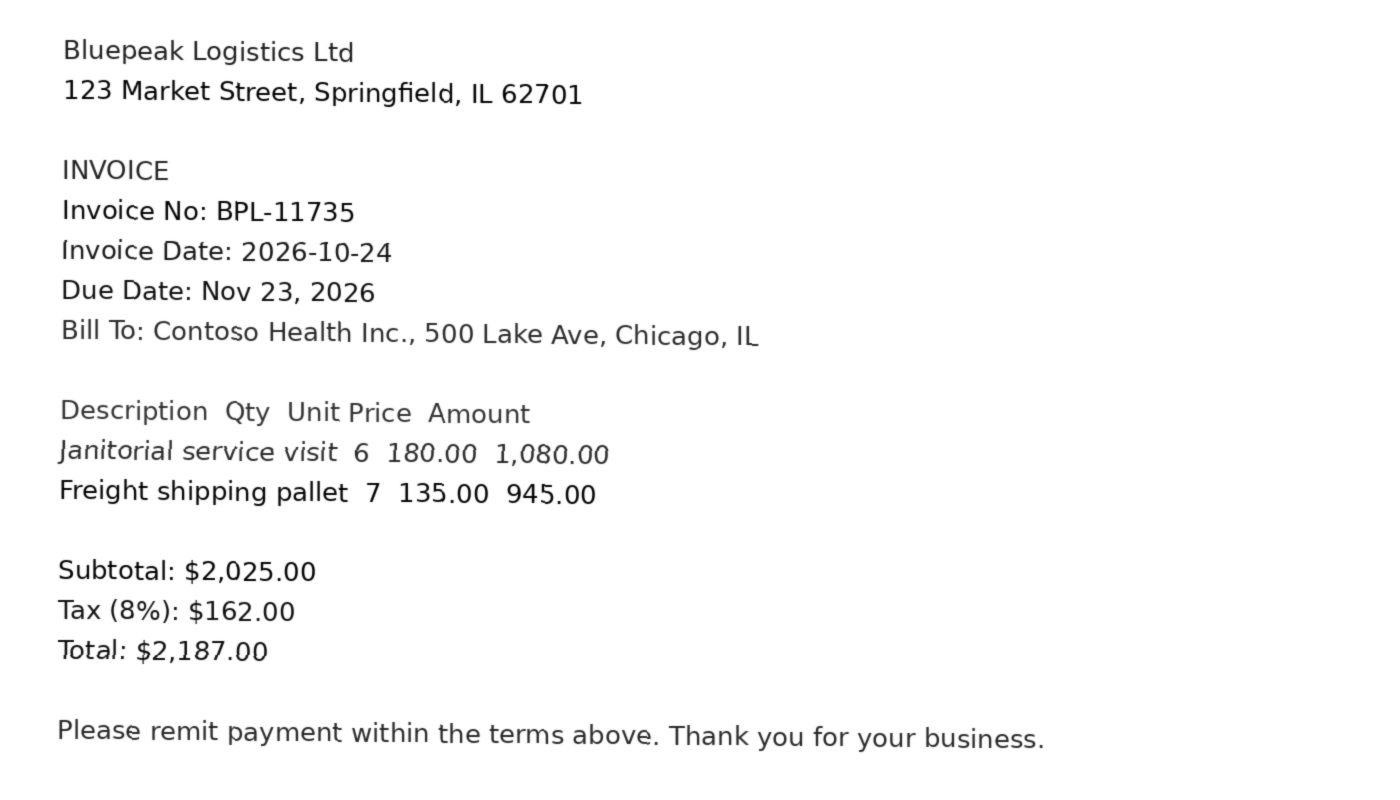 Bluepeak Logistics Ltd
123 Market Street, Springfield, IL 62701
INVOICE
Invoice No: BPL-11735
Invoice Date: 2026-10-24
Due Date: Nov 23, 2026
Bill To: Contoso Health Inc., 500 Lake Ave, Chicago, IL
Description  Qty  Unit Price  Amount
Janitorial service visit  6  180.00  1,080.00
Freight shipping pallet  7  135.00  945.00
Subtotal: $2,025.00
Tax (8%): $162.00
Total: $2,187.00
Please remit payment within the terms above. Thank you for your business.